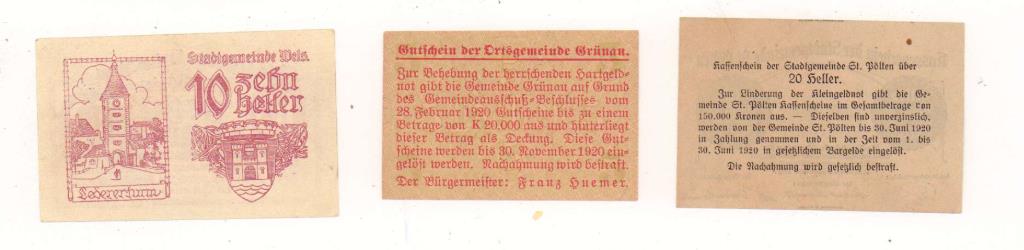 Stadtgemeinde Wels.
10 zehn
Heller
Ledererturm
Gutschein der Ortsgemeinde Grünau.
Zur Behebung der herrschenden Hartgeld-
not gibt die Gemeinde Grünau auf Grund
des Gemeindeausschuß-Beschlusses vom
28. Februar 1920 Gutscheine bis zu einem
Betrage von K 20.000 aus und hinterliegt
dieser Betrag als Deckung. Diese Gut-
scheine werden bis 30. November 1920 ein-
gelöst werden. Nachahmung wird bestraft.
Der Bürgermeister: Franz Huemer.
Kassenschein der Stadtgemeinde St. Pölten über
20 Heller.
Zur Linderung der Kleingeldnot gibt die Ge-
meinde St. Pölten Kassenscheine im Gesamtbetrage von
150.000 Kronen aus. — Dieselben sind unverzinslich,
werden von der Gemeinde St. Pölten bis 30. Juni 1920
in Zahlung genommen und in der Zeit vom 1. bis
30. Juni 1920 in gesetzlichem Bargelde eingelöst.
Die Nachahmung wird gesetzlich bestraft.